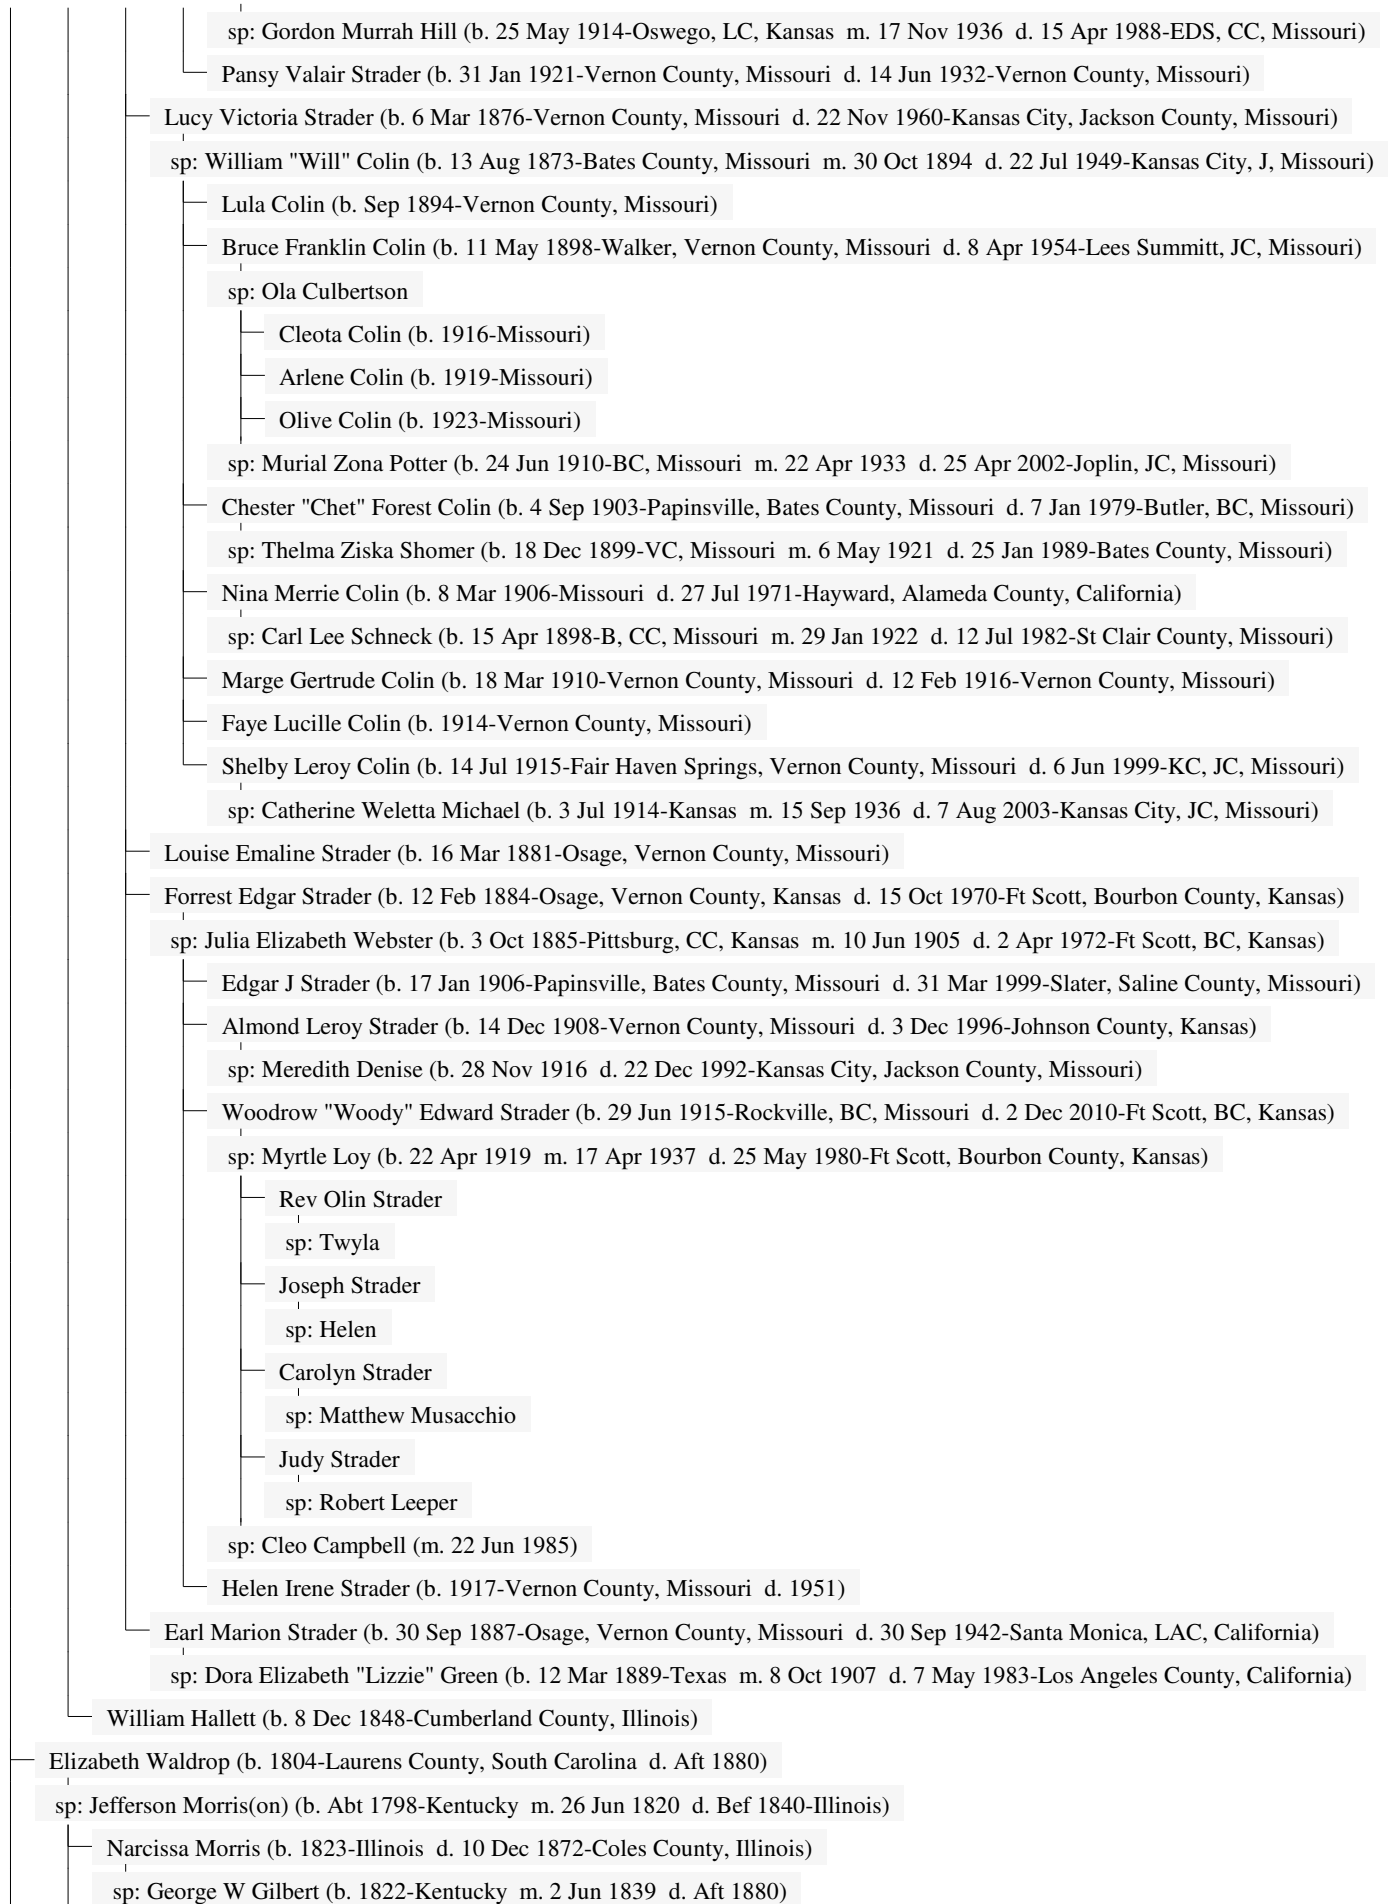 sp: Gordon Murrah Hill (b. 25 May 1914-Oswego, LC, Kansas m. 17 Nov 1936 d. 15 Apr 1988-EDS, CC, Missouri)
Pansy Valair Strader (b. 31 Jan 1921-Vernon County, Missouri d. 14 Jun 1932-Vernon County, Missouri)
Lucy Victoria Strader (b. 6 Mar 1876-Vernon County, Missouri d. 22 Nov 1960-Kansas City, Jackson County, Missouri)
sp: William "Will" Colin (b. 13 Aug 1873-Bates County, Missouri m. 30 Oct 1894 d. 22 Jul 1949-Kansas City, J, Missouri)
Lula Colin (b. Sep 1894-Vernon County, Missouri)
Bruce Franklin Colin (b. 11 May 1898-Walker, Vernon County, Missouri d. 8 Apr 1954-Lees Summitt, JC, Missouri)
sp: Ola Culbertson
Cleota Colin (b. 1916-Missouri)
Arlene Colin (b. 1919-Missouri)
Olive Colin (b. 1923-Missouri)
sp: Murial Zona Potter (b. 24 Jun 1910-BC, Missouri m. 22 Apr 1933 d. 25 Apr 2002-Joplin, JC, Missouri)
Chester "Chet" Forest Colin (b. 4 Sep 1903-Papinsville, Bates County, Missouri d. 7 Jan 1979-Butler, BC, Missouri)
sp: Thelma Ziska Shomer (b. 18 Dec 1899-VC, Missouri m. 6 May 1921 d. 25 Jan 1989-Bates County, Missouri)
Nina Merrie Colin (b. 8 Mar 1906-Missouri d. 27 Jul 1971-Hayward, Alameda County, California)
sp: Carl Lee Schneck (b. 15 Apr 1898-B, CC, Missouri m. 29 Jan 1922 d. 12 Jul 1982-St Clair County, Missouri)
Marge Gertrude Colin (b. 18 Mar 1910-Vernon County, Missouri d. 12 Feb 1916-Vernon County, Missouri)
Faye Lucille Colin (b. 1914-Vernon County, Missouri)
Shelby Leroy Colin (b. 14 Jul 1915-Fair Haven Springs, Vernon County, Missouri d. 6 Jun 1999-KC, JC, Missouri)
sp: Catherine Weletta Michael (b. 3 Jul 1914-Kansas m. 15 Sep 1936 d. 7 Aug 2003-Kansas City, JC, Missouri)
Louise Emaline Strader (b. 16 Mar 1881-Osage, Vernon County, Missouri)
Forrest Edgar Strader (b. 12 Feb 1884-Osage, Vernon County, Kansas d. 15 Oct 1970-Ft Scott, Bourbon County, Kansas)
sp: Julia Elizabeth Webster (b. 3 Oct 1885-Pittsburg, CC, Kansas m. 10 Jun 1905 d. 2 Apr 1972-Ft Scott, BC, Kansas)
Edgar J Strader (b. 17 Jan 1906-Papinsville, Bates County, Missouri d. 31 Mar 1999-Slater, Saline County, Missouri)
Almond Leroy Strader (b. 14 Dec 1908-Vernon County, Missouri d. 3 Dec 1996-Johnson County, Kansas)
sp: Meredith Denise (b. 28 Nov 1916 d. 22 Dec 1992-Kansas City, Jackson County, Missouri)
Woodrow "Woody" Edward Strader (b. 29 Jun 1915-Rockville, BC, Missouri d. 2 Dec 2010-Ft Scott, BC, Kansas)
sp: Myrtle Loy (b. 22 Apr 1919 m. 17 Apr 1937 d. 25 May 1980-Ft Scott, Bourbon County, Kansas)
Rev Olin Strader
sp: Twyla
Joseph Strader
sp: Helen
Carolyn Strader
sp: Matthew Musacchio
Judy Strader
sp: Robert Leeper
sp: Cleo Campbell (m. 22 Jun 1985)
Helen Irene Strader (b. 1917-Vernon County, Missouri d. 1951)
Earl Marion Strader (b. 30 Sep 1887-Osage, Vernon County, Missouri d. 30 Sep 1942-Santa Monica, LAC, California)
sp: Dora Elizabeth "Lizzie" Green (b. 12 Mar 1889-Texas m. 8 Oct 1907 d. 7 May 1983-Los Angeles County, California)
William Hallett (b. 8 Dec 1848-Cumberland County, Illinois)
Elizabeth Waldrop (b. 1804-Laurens County, South Carolina d. Aft 1880)
sp: Jefferson Morris(on) (b. Abt 1798-Kentucky m. 26 Jun 1820 d. Bef 1840-Illinois)
Narcissa Morris (b. 1823-Illinois d. 10 Dec 1872-Coles County, Illinois)
sp: George W Gilbert (b. 1822-Kentucky m. 2 Jun 1839 d. Aft 1880)